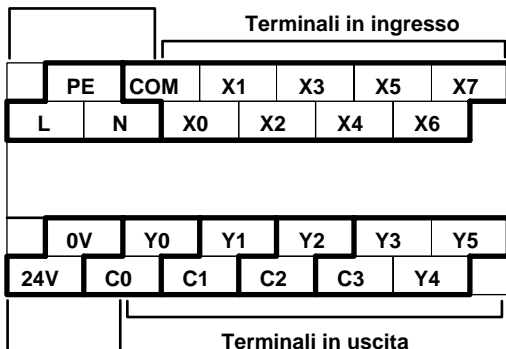 Terminali in ingresso
PE COM X1 X3 X5 X7
L N X0 X2 X4 X6
0V Y0 Y1 Y2 Y3 Y5
24V C0 C1 C2 C3 Y4
Terminali in uscita